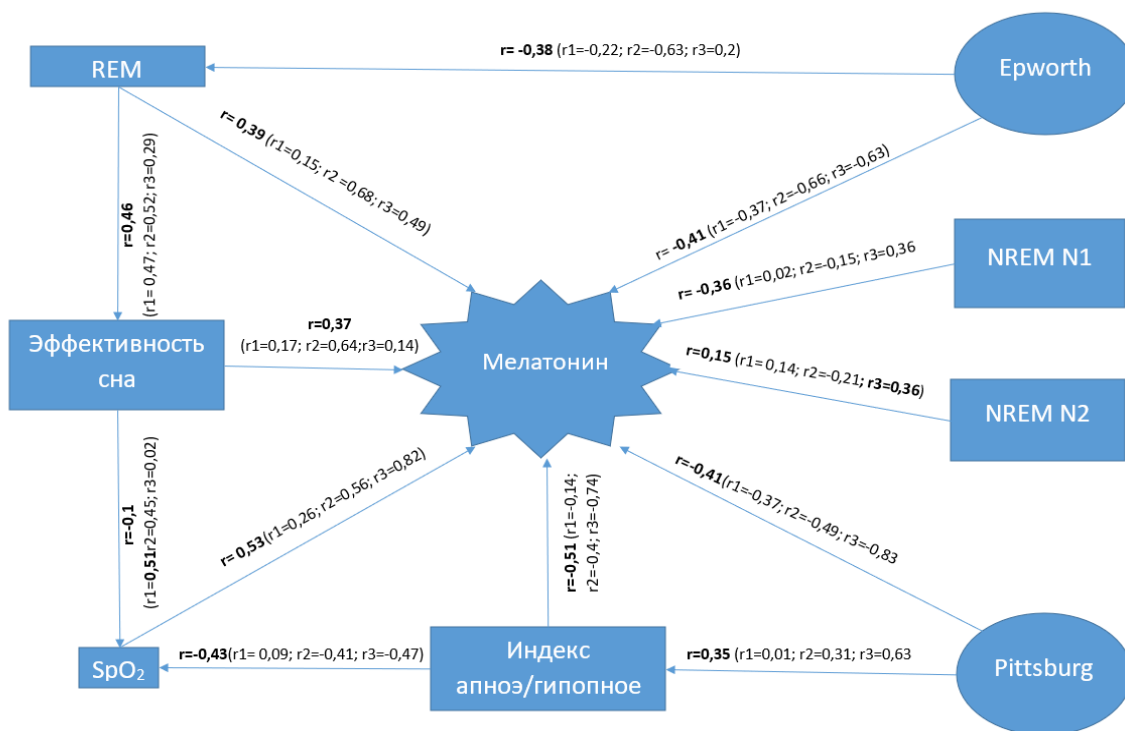 r= -0,38 (r1=-0,22; r2=-0,63; r3=0,2)
REM
Epworth
r= 0,39 (r1=0,15; r2 =0,68; r3=0,49)
r=0,46
(r1= 0,47; r2=0,52; r3=0,29)
r= -0,41 (r1=-0,37; r2=-0,66; r3=-0,63)
r= -0,36 (r1=0,02; r2=-0,15; r3=0,36
NREM N1
Эффективность
сна
r=0,37
(r1=0,17; r2=0,64;r3=0,14)
Мелатонин
r=0,15 (r1= 0,14; r2=-0,21; r3=0,36)
NREM N2
r=-0,1
(r1=0,51r2=0,45; r3=0,02)
r= 0,53(r1=0,26; r2=0,56; r3=0,82)
r=-0,51 (r1=-0,14;
r2=-0,4; r3=-0,74)
r=-0,41(r1=-0,37; r2=-0,49; r3=-0,83
SpO2
r=-0,43(r1= 0,09; r2=-0,41; r3=-0,47)
Индекс
апноэ/гипопное
r=0,35 (r1=0,01; r2=0,31; r3=0,63
Pittsburg